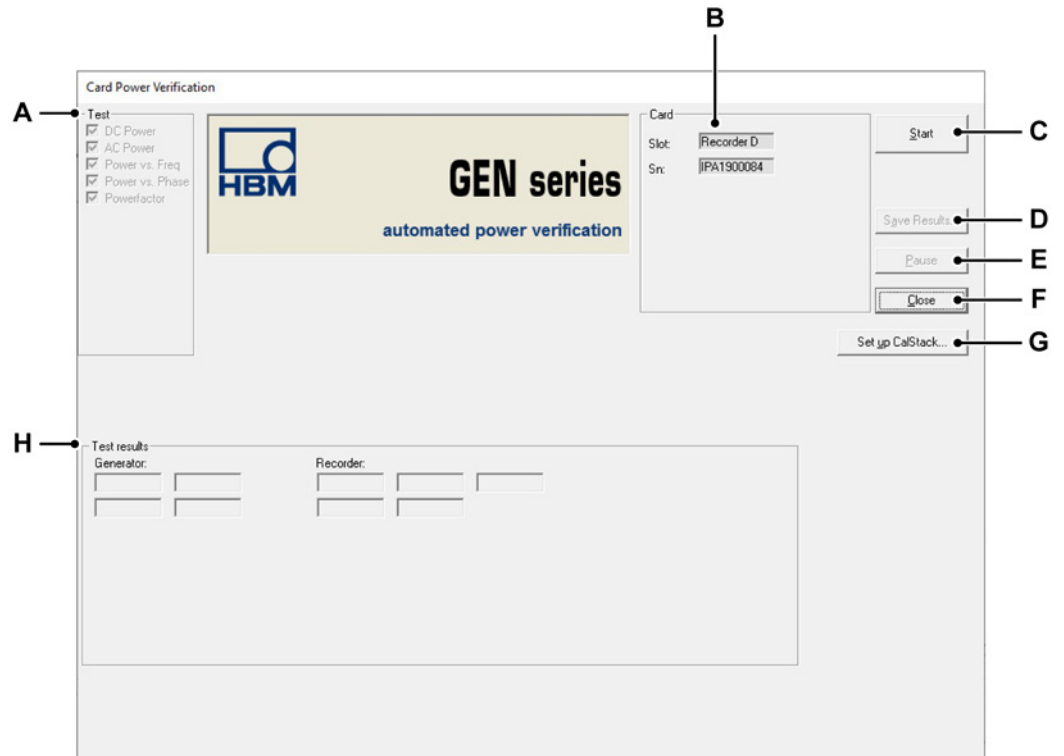 B
Card Power Verification
A
Test
DC Power
AC Power
Power vs. Freq
Power vs. Phase
Powerfactor
HBM
GEN series
automated power verification
Card
Slot: Recorder D
Sn: IPA1900084
Start
C
Save Results..
D
Pause
E
Close
F
Set up CalStack...
G
H
Test results
Generator:
Recorder: